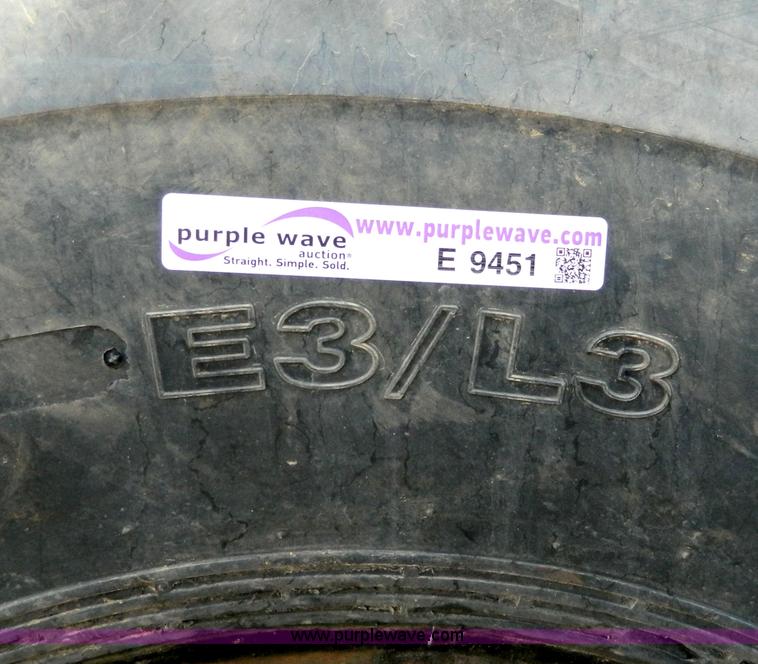 purple wave
auction®
Straight. Simple. Sold.
www.purplewave.com
E 9451
E3/L3
www.purplewave.com